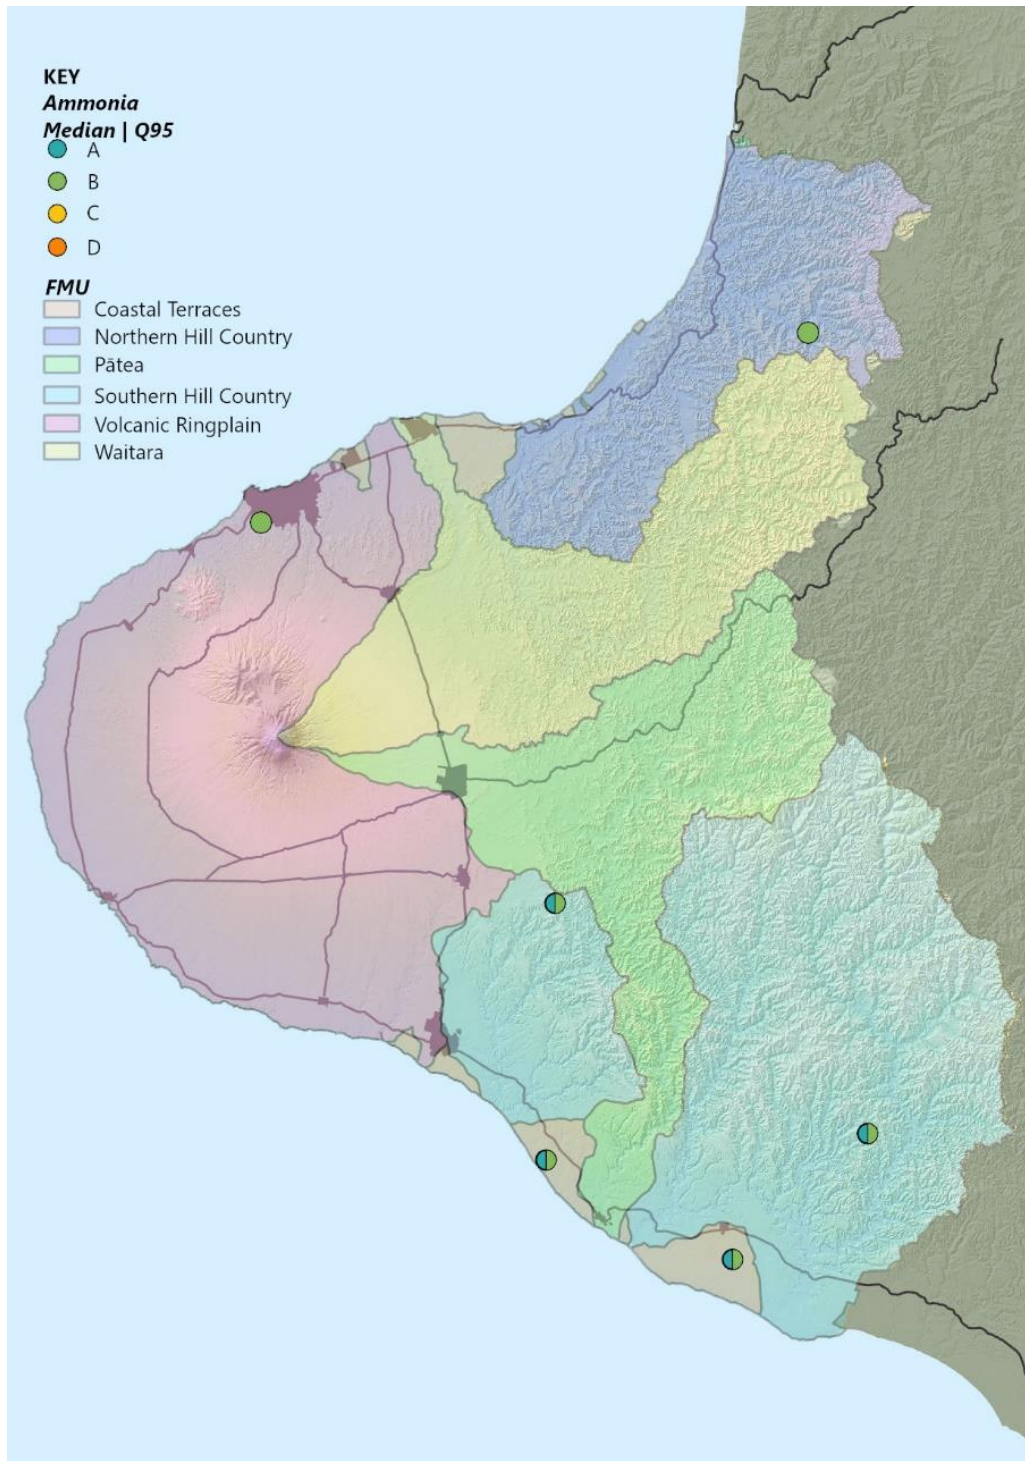 KEY
Ammonia
Median | Q95
A
B
C
D
FMU
Coastal Terraces
Northern Hill Country
Pātea
Southern Hill Country
Volcanic Ringplain
Waitara